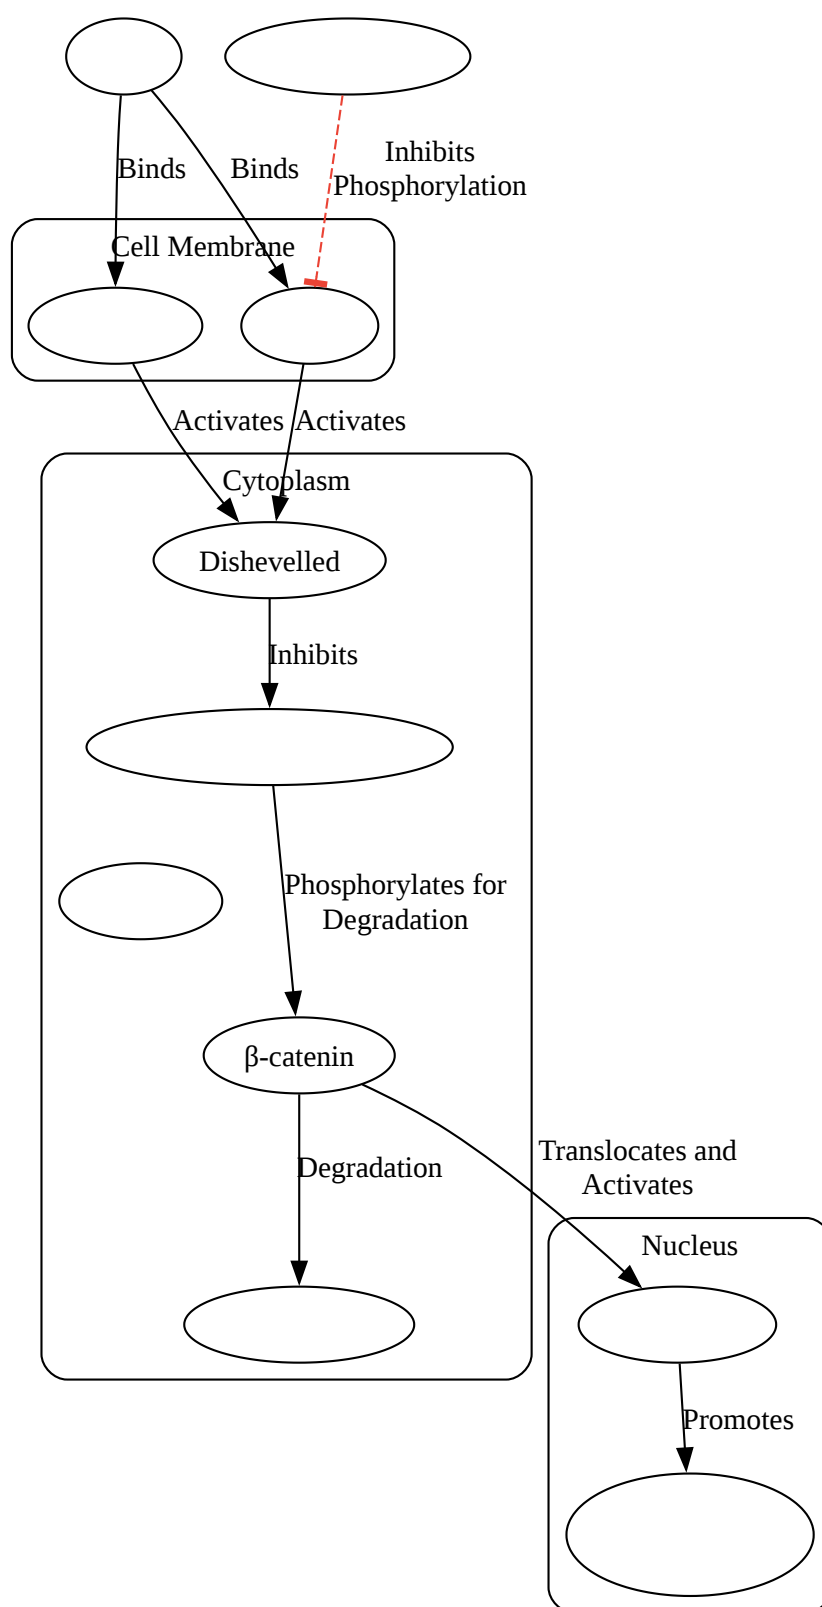 Binds
Binds
Inhibits
Phosphorylation
Cell Membrane
Activates
Activates
Cytoplasm
Dishevelled
Inhibits
Phosphorylates for
Degradation
β-catenin
Degradation
Translocates and
Activates
Nucleus
Promotes